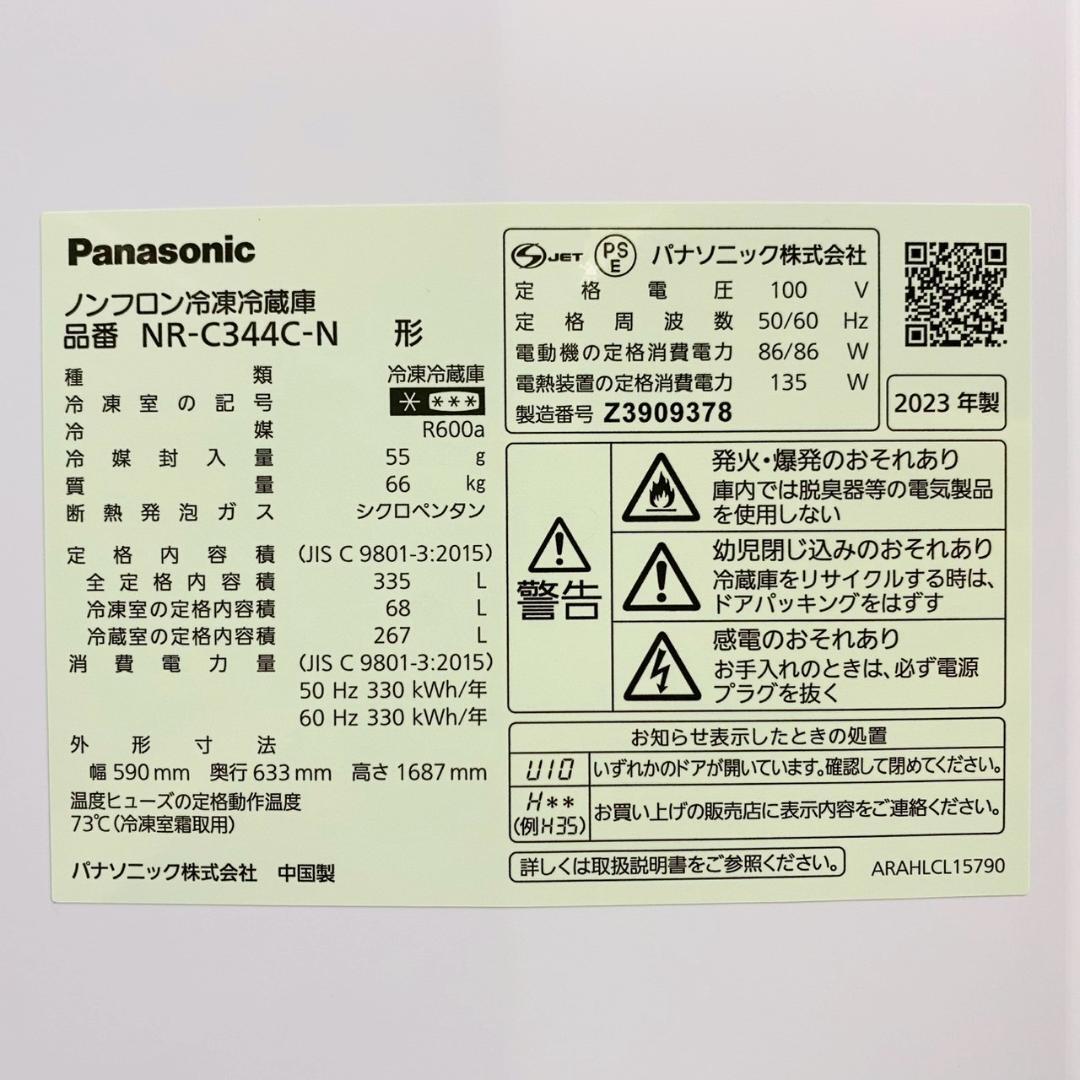 Panasonic
ノンフロン冷凍冷蔵庫
品番 NR-C344C-N 形
種類 冷凍冷蔵庫
冷凍室の記号 * ***
冷媒 R600a
冷媒封入量 55 g
質量 66 kg
断熱発泡ガス シクロペンタン
定格内容積 (JIS C 9801-3:2015)
全定格内容積 335 L
冷凍室の定格内容積 68 L
冷蔵室の定格内容積 267 L
消費電力量 (JIS C 9801-3:2015)
50 Hz 330 kWh/年
60 Hz 330 kWh/年
外形寸法
幅 590 mm 奥行 633 mm 高さ 1687 mm
温度ヒューズの定格動作温度
73℃(冷凍室霜取用)
パナソニック株式会社 中国製
S JET PS E パナソニック株式会社
定格電圧 100 V
定格周波数 50/60 Hz
電動機の定格消費電力 86/86 W
電熱装置の定格消費電力 135 W
製造番号 Z3909378
2023 年製
警告
発火・爆発のおそれあり
庫内では脱臭器等の電気製品
を使用しない
幼児閉じ込みのおそれあり
冷蔵庫をリサイクルする時は、
ドアパッキングをはずす
感電のおそれあり
お手入れのときは、必ず電源
プラグを抜く
お知らせ表示したときの処置
U10 いずれかのドアが開いています。確認して閉めてください。
H** (例H35) お買い上げの販売店に表示内容をご連絡ください。
詳しくは取扱説明書をご参照ください。
ARAHLCL15790